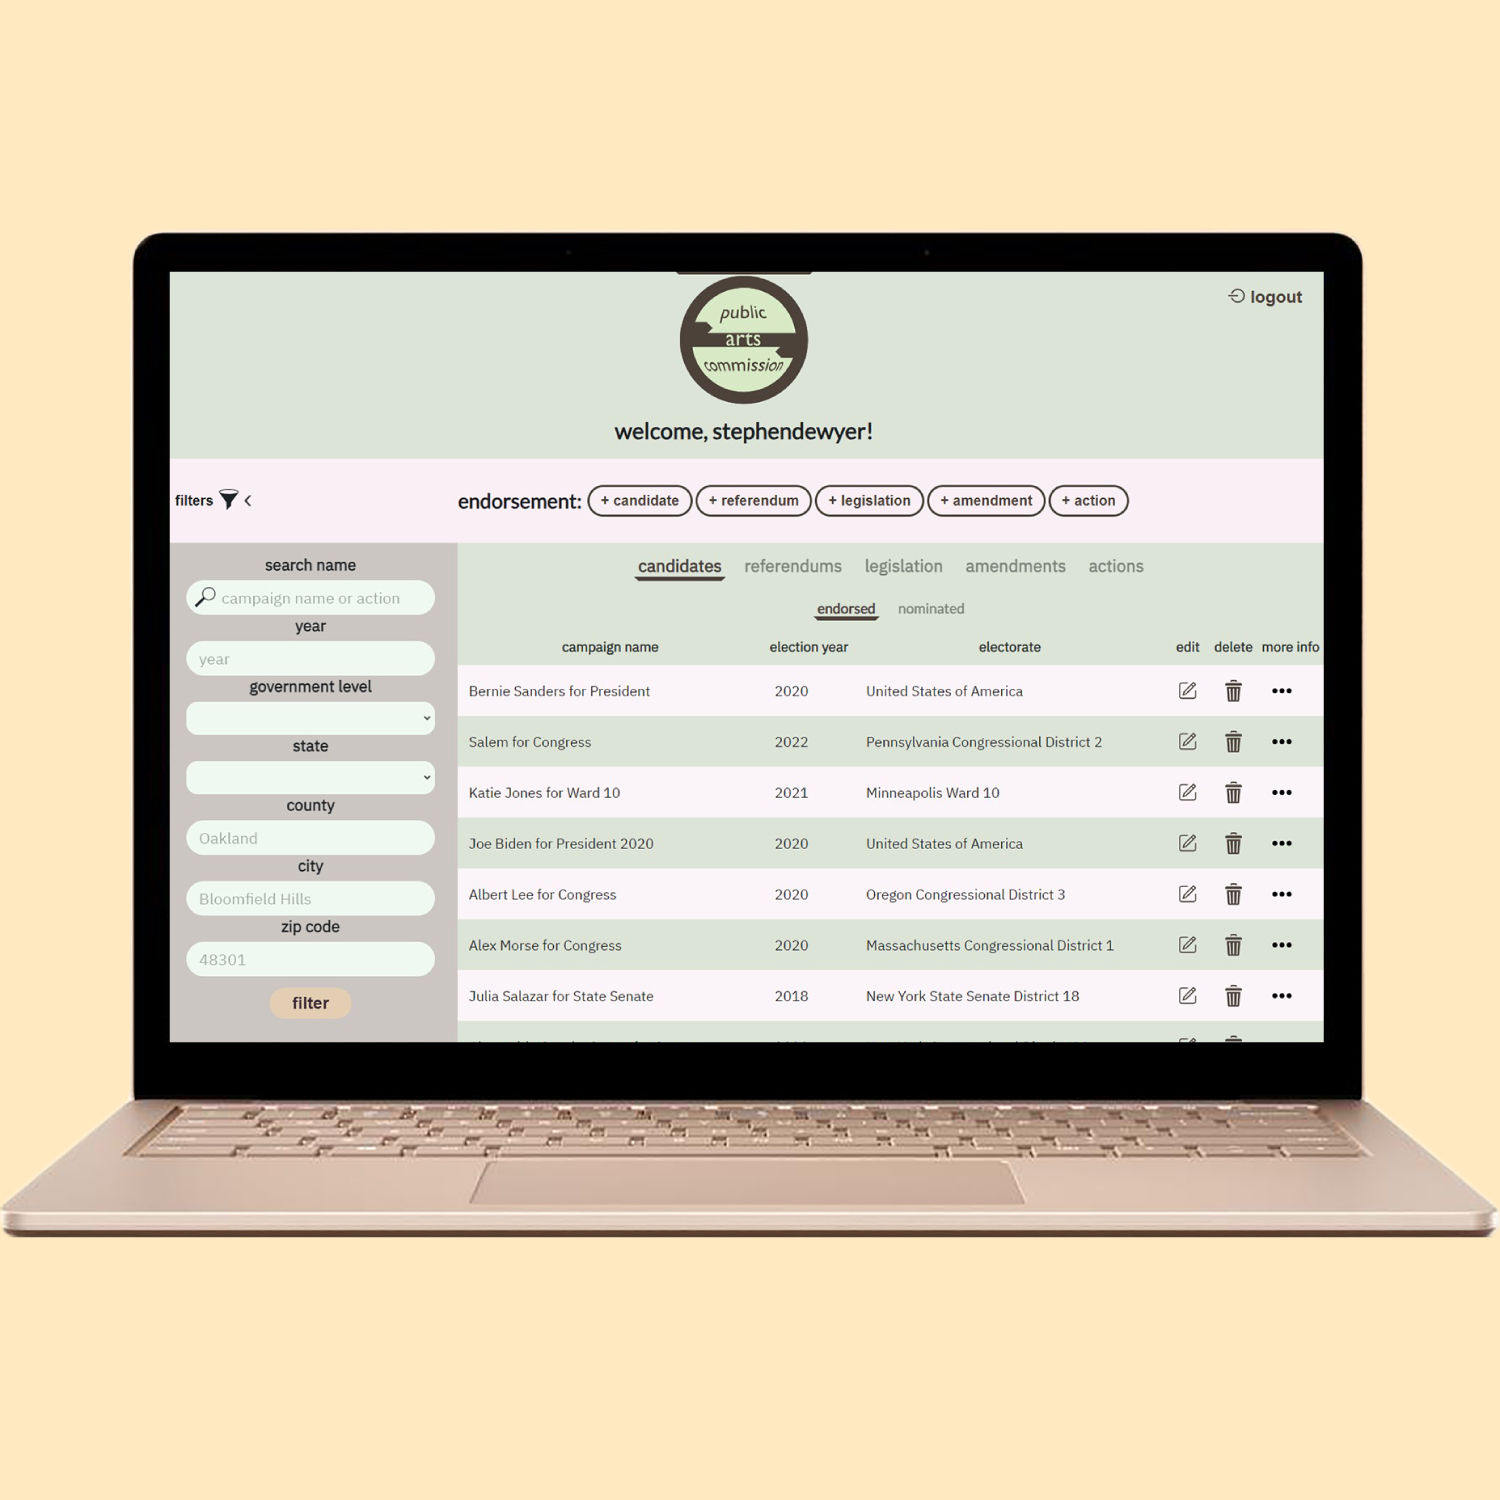 public
arts
commission
logout
welcome, stephendewyer!
filters
endorsement: + candidate + referendum + legislation + amendment + action
search name
campaign name or action
year
year
government level
state
county
Oakland
city
Bloomfield Hills
zip code
48301
filter
candidates referendums legislation amendments actions
endorsed nominated
campaign name election year electorate edit delete more info
Bernie Sanders for President 2020 United States of America
Salem for Congress 2022 Pennsylvania Congressional District 2
Katie Jones for Ward 10 2021 Minneapolis Ward 10
Joe Biden for President 2020 2020 United States of America
Albert Lee for Congress 2020 Oregon Congressional District 3
Alex Morse for Congress 2020 Massachusetts Congressional District 1
Julia Salazar for State Senate 2018 New York State Senate District 18